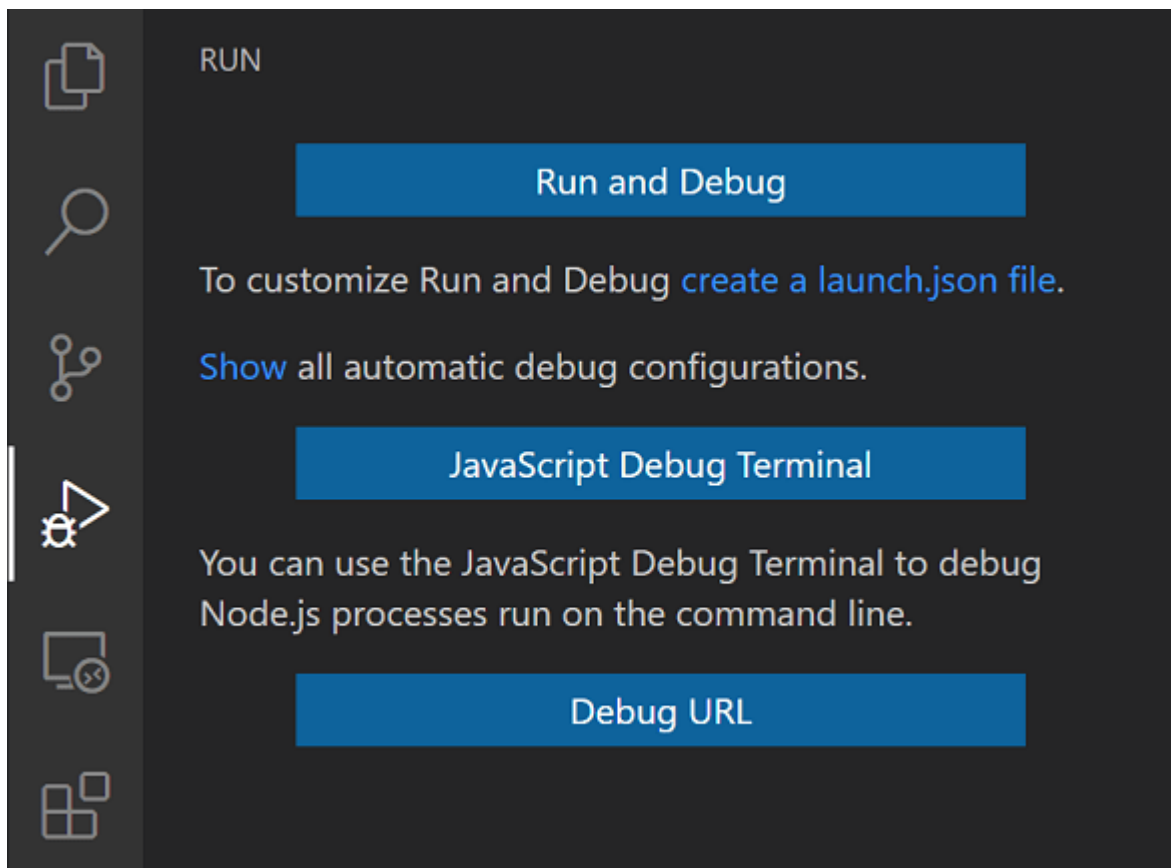 RUN
Run and Debug
To customize Run and Debug create a launch.json file.
Show all automatic debug configurations.
JavaScript Debug Terminal
You can use the JavaScript Debug Terminal to debug
Node.js processes run on the command line.
Debug URL